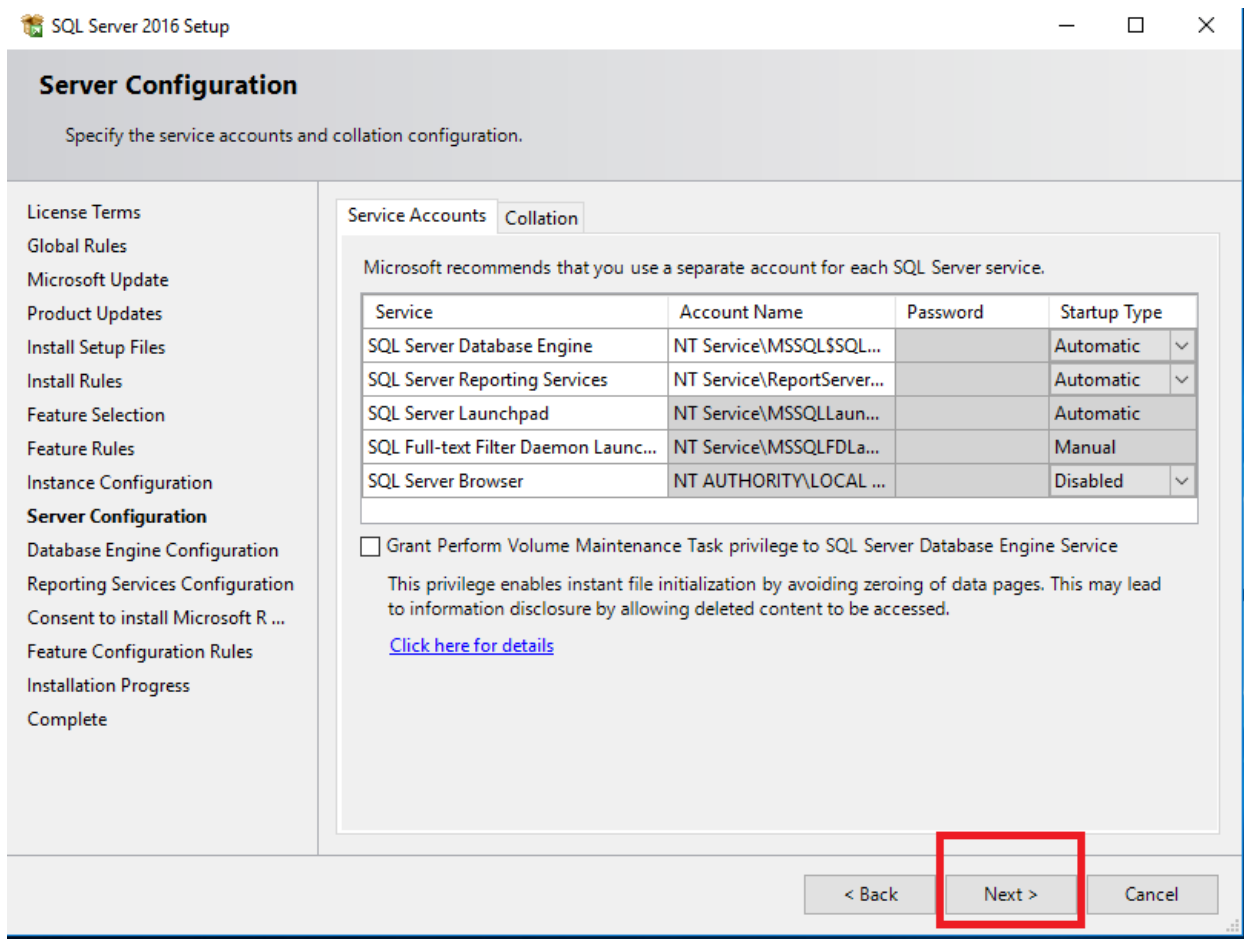 SQL Server 2016 Setup
Server Configuration
Specify the service accounts and collation configuration.
License Terms
Global Rules
Microsoft Update
Product Updates
Install Setup Files
Install Rules
Feature Selection
Feature Rules
Instance Configuration
Server Configuration
Database Engine Configuration
Reporting Services Configuration
Consent to install Microsoft R ...
Feature Configuration Rules
Installation Progress
Complete
Service Accounts Collation
Microsoft recommends that you use a separate account for each SQL Server service.
Service Account Name Password Startup Type
SQL Server Database Engine NT Service\MSSQL$SQL... Automatic
SQL Server Reporting Services NT Service\ReportServer... Automatic
SQL Server Launchpad NT Service\MSSQLLaun... Automatic
SQL Full-text Filter Daemon Launc... NT Service\MSSQLFDLa... Manual
SQL Server Browser NT AUTHORITY\LOCAL ... Disabled
Grant Perform Volume Maintenance Task privilege to SQL Server Database Engine Service
This privilege enables instant file initialization by avoiding zeroing of data pages. This may lead
to information disclosure by allowing deleted content to be accessed.
Click here for details
< Back Next > Cancel